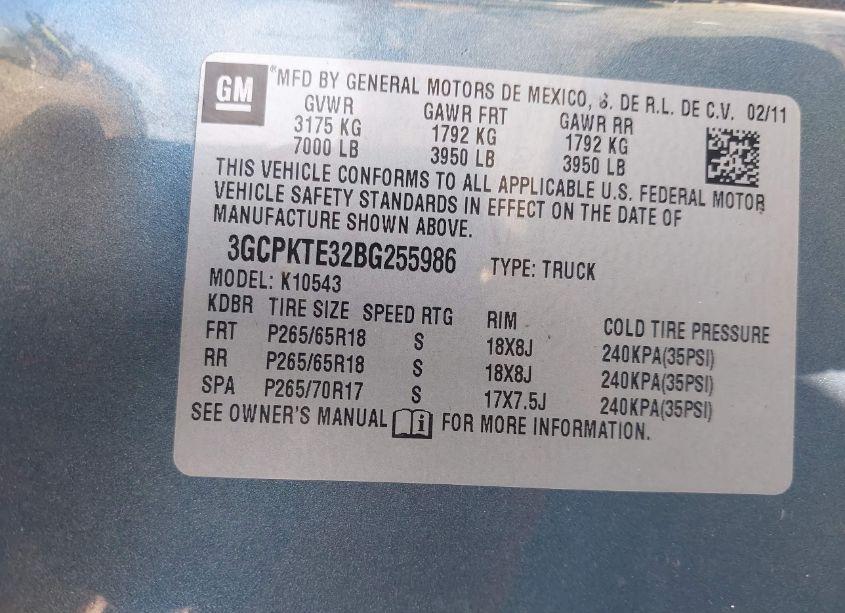 GM
MFD BY GENERAL MOTORS DE MEXICO, S. DE R.L. DE C.V. 02/11
GVWR GAWR FRT GAWR RR
3175 KG 1792 KG 1792 KG
7000 LB 3950 LB 3950 LB
THIS VEHICLE CONFORMS TO ALL APPLICABLE U.S. FEDERAL MOTOR
VEHICLE SAFETY STANDARDS IN EFFECT ON THE DATE OF
MANUFACTURE SHOWN ABOVE.
3GCPKTE32BG255986 TYPE: TRUCK
MODEL: K10543
KDBR TIRE SIZE SPEED RTG RIM COLD TIRE PRESSURE
FRT P265/65R18 S 18X8J 240KPA(35PSI)
RR P265/65R18 S 18X8J 240KPA(35PSI)
SPA P265/70R17 S 17X7.5J 240KPA(35PSI)
SEE OWNER'S MANUAL i FOR MORE INFORMATION.